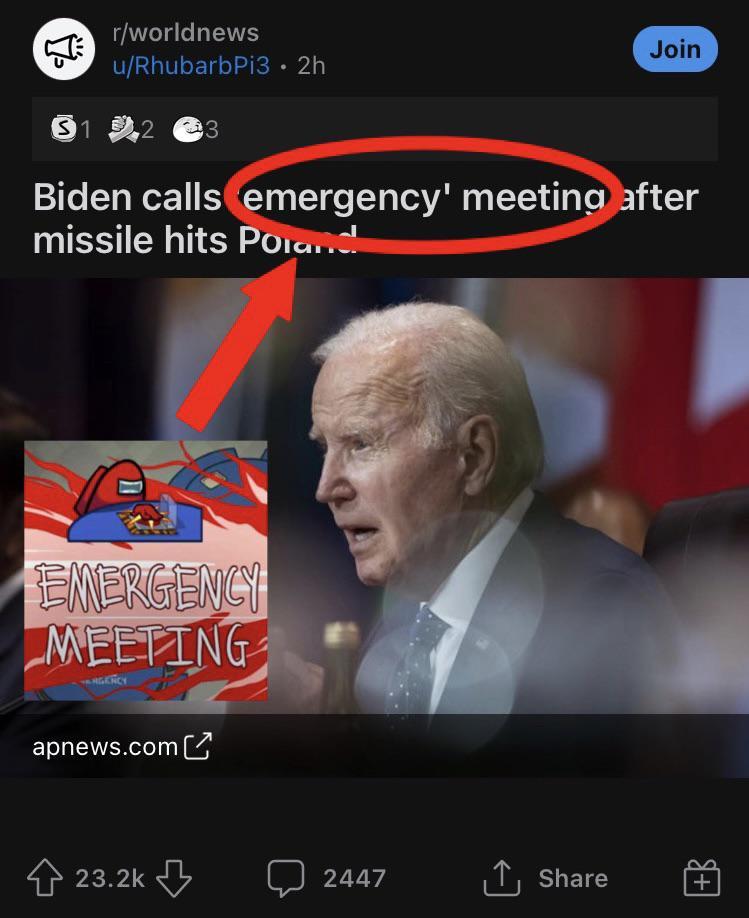 r/worldnews
u/RhubarbPi3 • 2h
Join
1 2 3
Biden calls 'emergency' meeting after
missile hits Poland
EMERGENCY
MEETING
EMERGENCY
apnews.com
23.2k
2447
Share